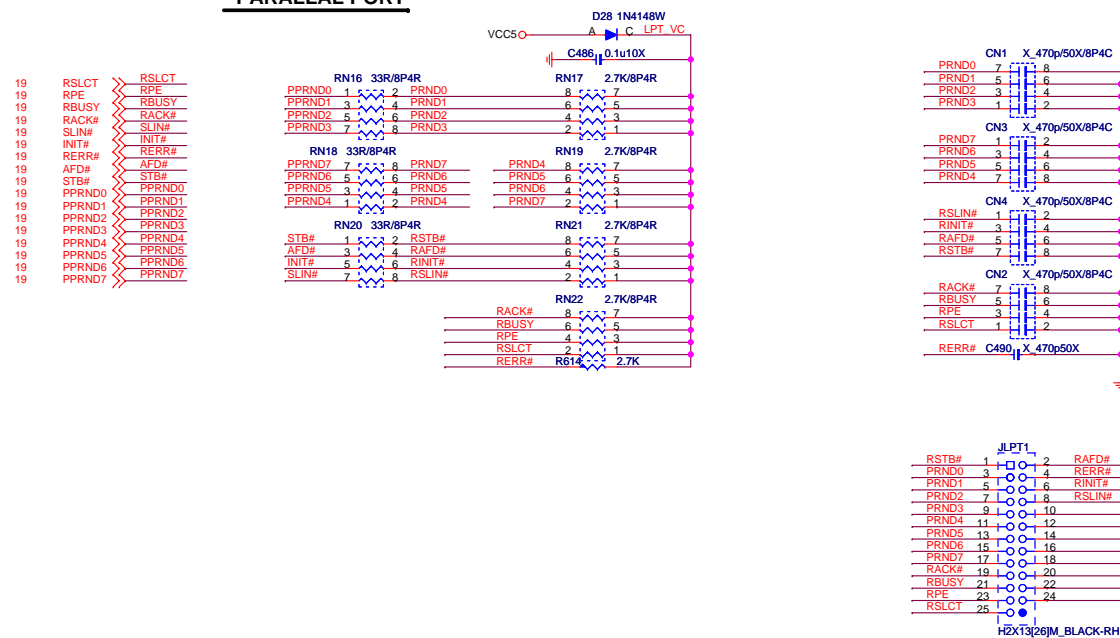 PARALLAL PORT
D28 1N4148W
VCC5 A C LPT_VC
C486 0.1u10X
19 RSLCT RSLCT
19 RPE RPE
19 RBUSY RBUSY
19 RACK# RACK#
19 SLIN# SLIN#
19 INIT# INIT#
19 RERR# RERR#
19 AFD# AFD#
19 STB# STB#
19 PPRND0 PPRND0
19 PPRND1 PPRND1
19 PPRND2 PPRND2
19 PPRND3 PPRND3
19 PPRND4 PPRND4
19 PPRND5 PPRND5
19 PPRND6 PPRND6
19 PPRND7 PPRND7
RN16 33R/8P4R
PPRND0 1 2 PRND0
PPRND1 3 4 PRND1
PPRND2 5 6 PRND2
PPRND3 7 8 PRND3
RN17 2.7K/8P4R
8 7
6 5
4 3
2 1
RN18 33R/8P4R
PPRND7 7 8 PRND7
PPRND6 5 6 PRND6
PPRND5 3 4 PRND5
PPRND4 1 2 PRND4
RN19 2.7K/8P4R
PRND4 8 7
PRND5 6 5
PRND6 4 3
PRND7 2 1
RN20 33R/8P4R
STB# 1 2 RSTB#
AFD# 3 4 RAFD#
INIT# 5 6 RINIT#
SLIN# 7 8 RSLIN#
RN21 2.7K/8P4R
8 7
6 5
4 3
2 1
RN22 2.7K/8P4R
RACK# 8 7
RBUSY 6 5
RPE 4 3
RSLCT 2 1
RERR# R614 2.7K
CN1 X_470p/50X/8P4C
PRND0 7 8
PRND1 5 6
PRND2 3 4
PRND3 1 2
CN3 X_470p/50X/8P4C
PRND7 1 2
PRND6 3 4
PRND5 5 6
PRND4 7 8
CN4 X_470p/50X/8P4C
RSLIN# 1 2
RINIT# 3 4
RAFD# 5 6
RSTB# 7 8
CN2 X_470p/50X/8P4C
RACK# 7 8
RBUSY 5 6
RPE 3 4
RSLCT 1 2
RERR# C490 X_470p50X
JLPT1
RSTB# 1 2 RAFD#
PRND0 3 4 RERR#
PRND1 5 6 RINIT#
PRND2 7 8 RSLIN#
PRND3 9 10
PRND4 11 12
PRND5 13 14
PRND6 15 16
PRND7 17 18
RACK# 19 20
RBUSY 21 22
RPE 23 24
RSLCT 25
H2X13[26]M_BLACK-RH